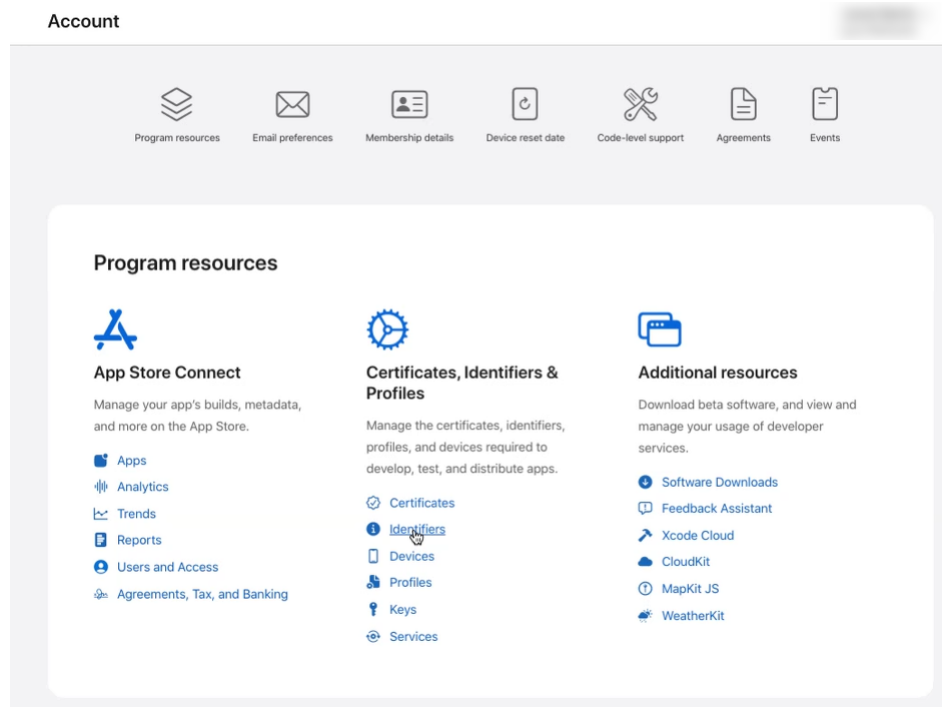 Account
Program resources
Email preferences
Membership details
Device reset date
Code-level support
Agreements
Events
Program resources
App Store Connect
Manage your app's builds, metadata,
and more on the App Store.
Apps
Analytics
Trends
Reports
Users and Access
Agreements, Tax, and Banking
Certificates, Identifiers &
Profiles
Manage the certificates, identifiers,
profiles, and devices required to
develop, test, and distribute apps.
Certificates
Identifiers
Devices
Profiles
Keys
Services
Additional resources
Download beta software, and view and
manage your usage of developer
services.
Software Downloads
Feedback Assistant
Xcode Cloud
CloudKit
MapKit JS
WeatherKit